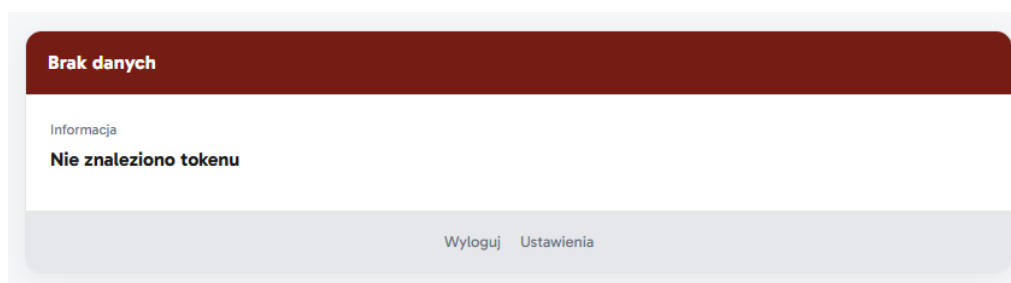 Brak danych
Informacja
Nie znaleziono tokenu
Wyloguj Ustawienia